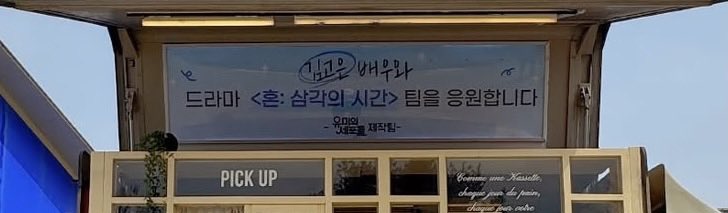 김고은 배우와
드라마 <혼: 삼각의 시간> 팀을 응원합니다
- 유미의 세포들 제작팀 -
PICK UP
Comme une Kassette,
chaque jour du pain,
chaque jour votre